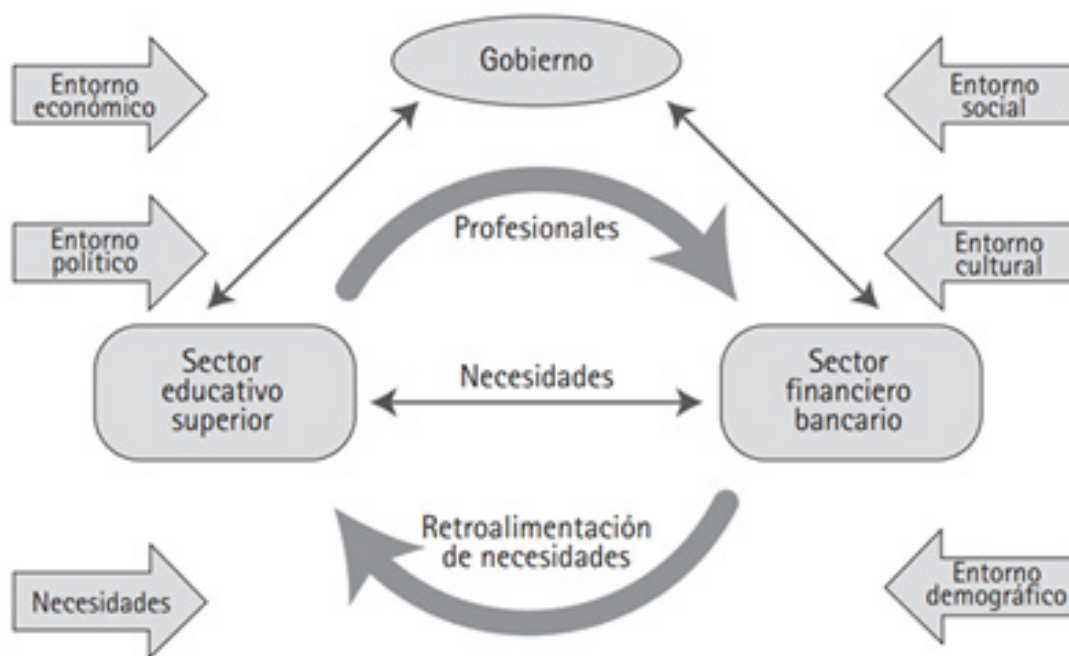 Gobierno
Entorno
económico
Entorno
social
Profesionales
Entorno
político
Entorno
cultural
Sector
educativo
superior
Necesidades
Sector
financiero
bancario
Retroalimentación
de necesidades
Necesidades
Entorno
demográfico